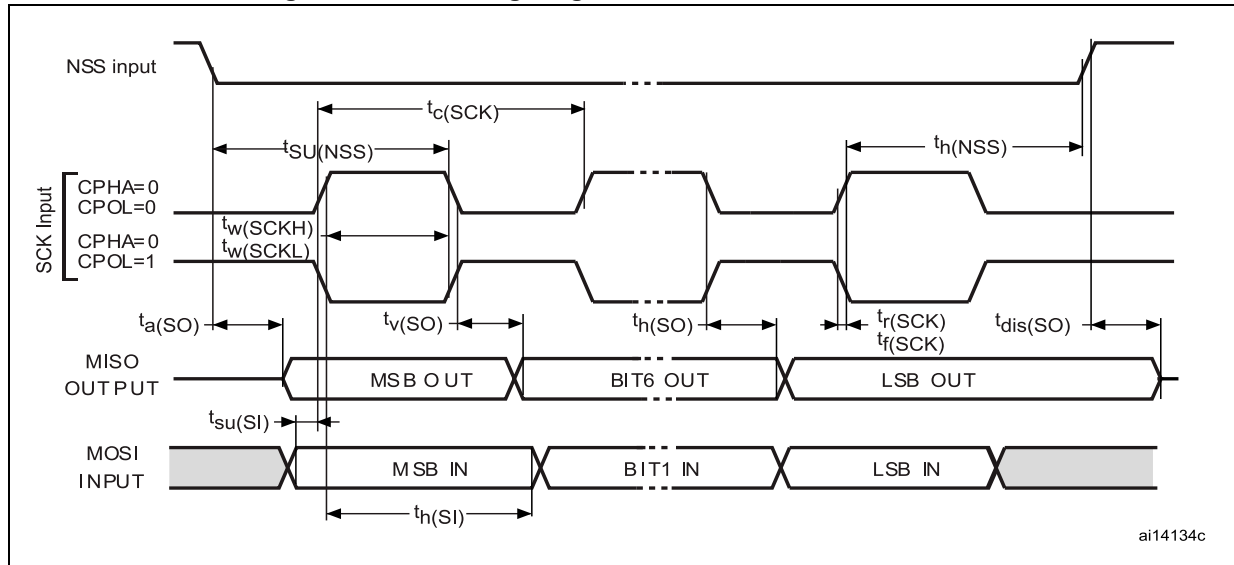 NSS input
tc(SCK)
tSU(NSS)
th(NSS)
SCK Input
CPHA=0
CPOL=0
tw(SCKH)
CPHA=0
tw(SCKL)
CPOL=1
ta(SO)
tv(SO)
th(SO)
tr(SCK)
tf(SCK)
tdis(SO)
MISO
OUTPUT
MSB OUT
BIT6 OUT
LSB OUT
tsu(SI)
MOSI
INPUT
MSB IN
BIT1 IN
LSB IN
th(SI)
ai14134c